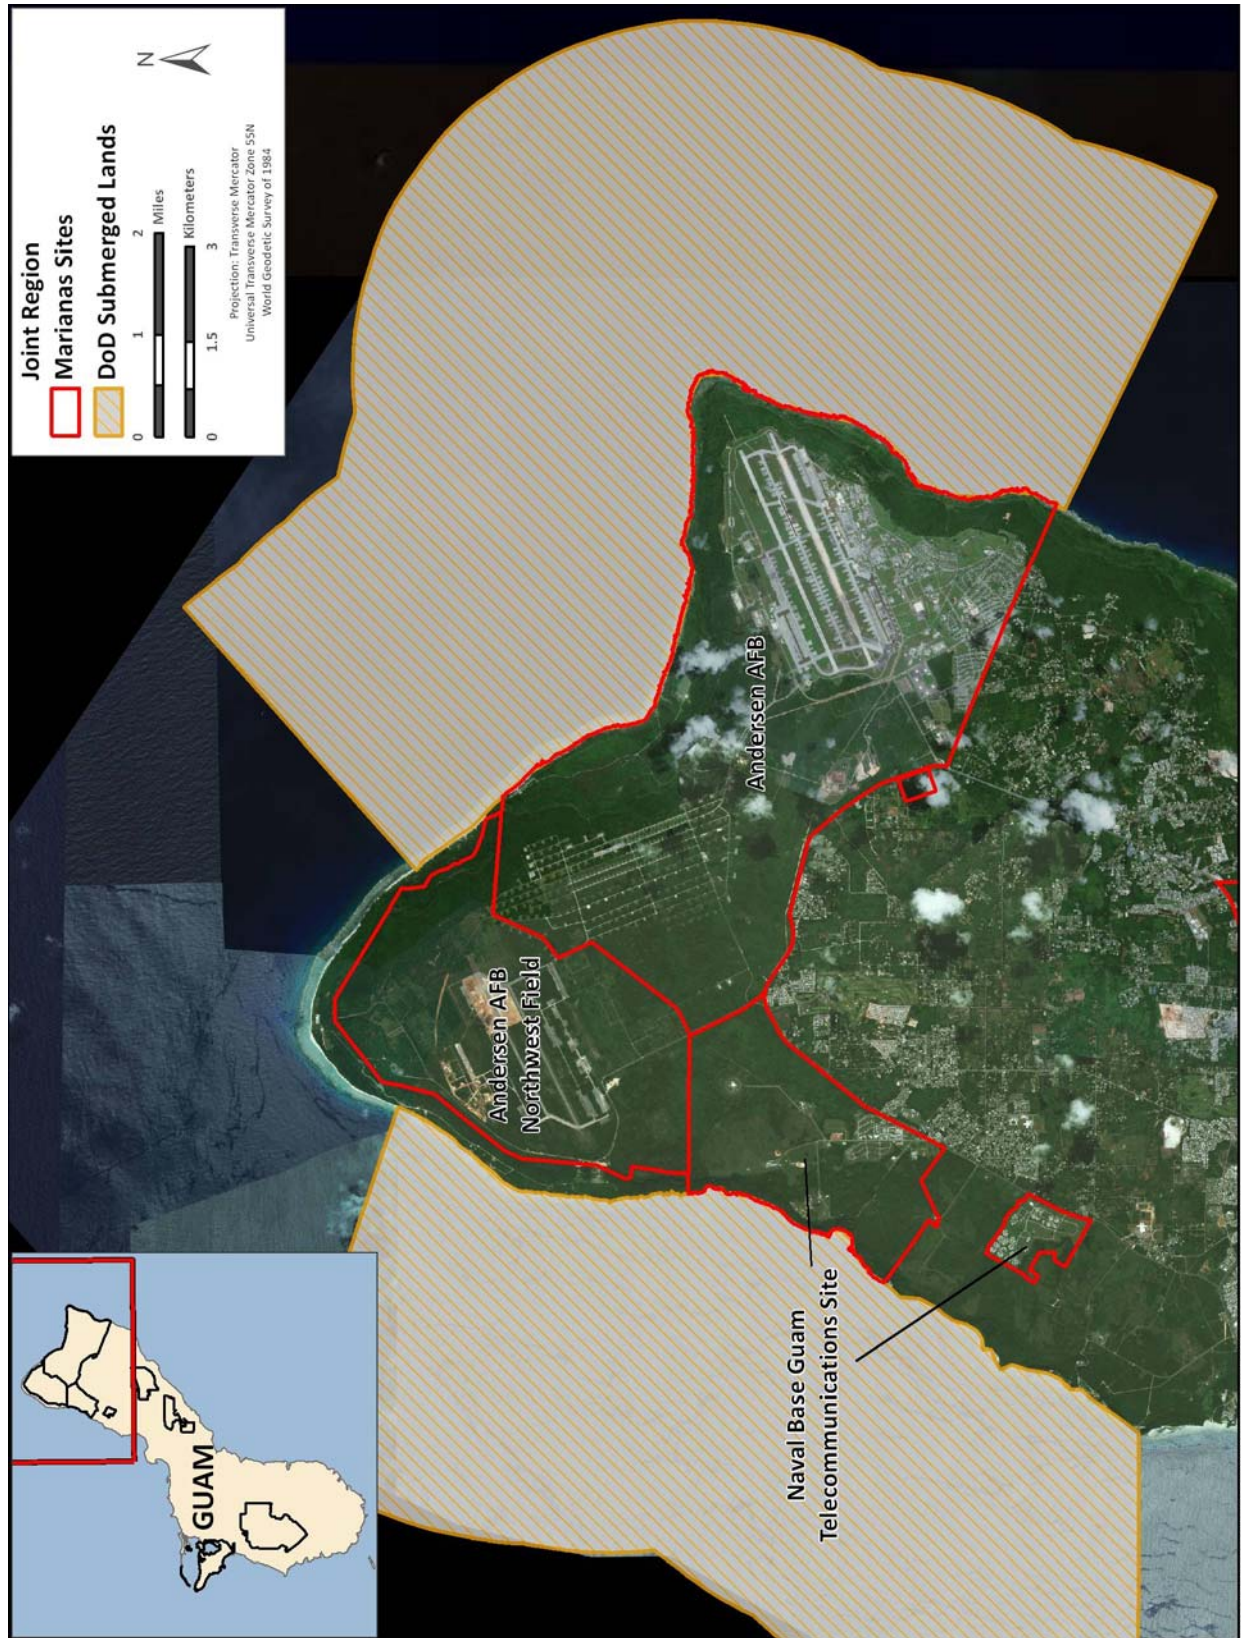 Joint Region
Marianas Sites
DoD Submerged Lands
0
1
2
Miles
Kilometers
0
1.5
3
Projection: Transverse Mercator
Universal Transverse Mercator Zone 55N
World Geodetic Survey of 1984
N
Andersen AFB
Andersen AFB
Northwest Field
Naval Base Guam
Telecommunications Site
GUAM